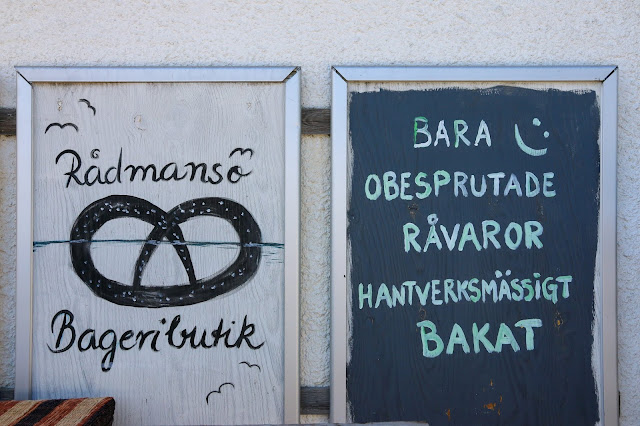 Rådmansö
Bageributik
BARA
OBESPRUTADE
RÅVAROR
HANTVERKSMÄSSIGT
BAKAT